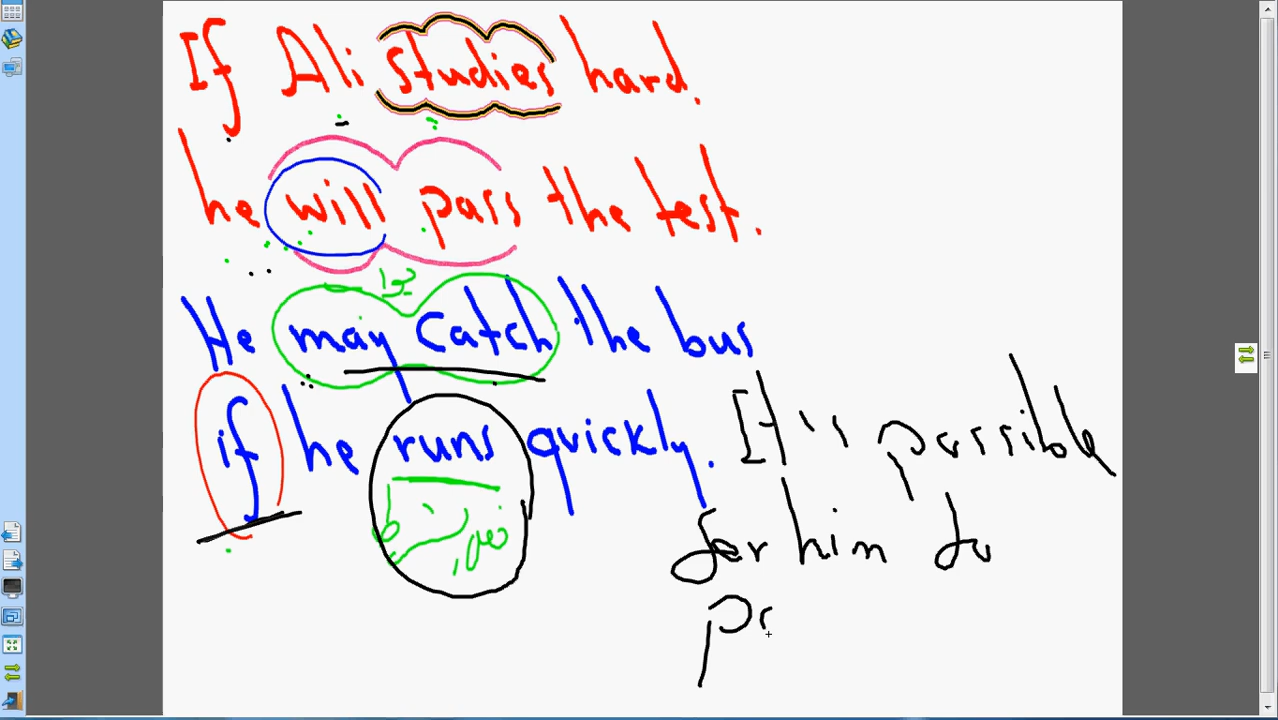 If Ali studies hard.
he will pass the test.
He may catch the bus
if he runs quickly.
It's possible
for him to